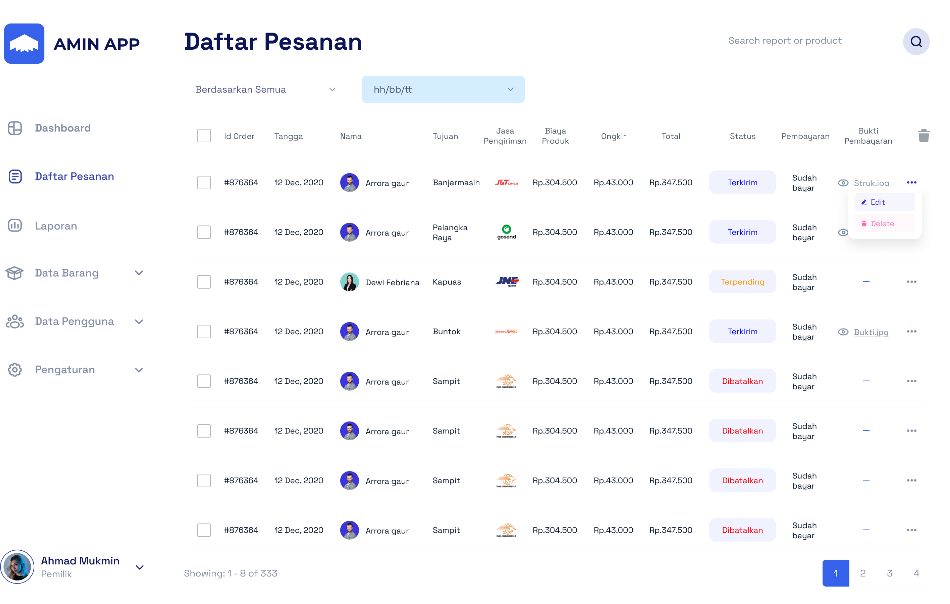 AMIN APP
Daftar Pesanan
Search report or product
Berdasarkan Semua
hh/bb/tt
Dashboard
Daftar Pesanan
Laporan
Data Barang
Data Pengguna
Pengaturan
Id Order Tangga Nama Tujuan Jasa Pengiriman Biaya Produk Ongkir Total Status Pembayaran Bukti Pembayaran
#876364 12 Dec, 2020 Arrora gaur Banjarmasin J&T Rp.304.500 Rp.43.000 Rp.347.500 Terkirim Sudah bayar Struk.jpg
Edit
Delete
#876364 12 Dec, 2020 Arrora gaur Palangka Raya gosend Rp.304.500 Rp.43.000 Rp.347.500 Terkirim Sudah bayar
#876364 12 Dec, 2020 Dewi Febriana Kapuas JNE Rp.304.500 Rp.43.000 Rp.347.500 Terpending Sudah bayar –
#876364 12 Dec, 2020 Arrora gaur Buntok Rp.304.500 Rp.43.000 Rp.347.500 Terkirim Sudah bayar Bukti.jpg
#876364 12 Dec, 2020 Arrora gaur Sampit Rp.304.500 Rp.43.000 Rp.347.500 Dibatalkan Sudah bayar –
#876364 12 Dec, 2020 Arrora gaur Sampit Rp.304.500 Rp.43.000 Rp.347.500 Dibatalkan Sudah bayar –
#876364 12 Dec, 2020 Arrora gaur Sampit Rp.304.500 Rp.43.000 Rp.347.500 Dibatalkan Sudah bayar –
#876364 12 Dec, 2020 Arrora gaur Sampit Rp.304.500 Rp.43.000 Rp.347.500 Dibatalkan Sudah bayar –
Ahmad Mukmin
Pemilik
Showing: 1 - 8 of 333
1 2 3 4